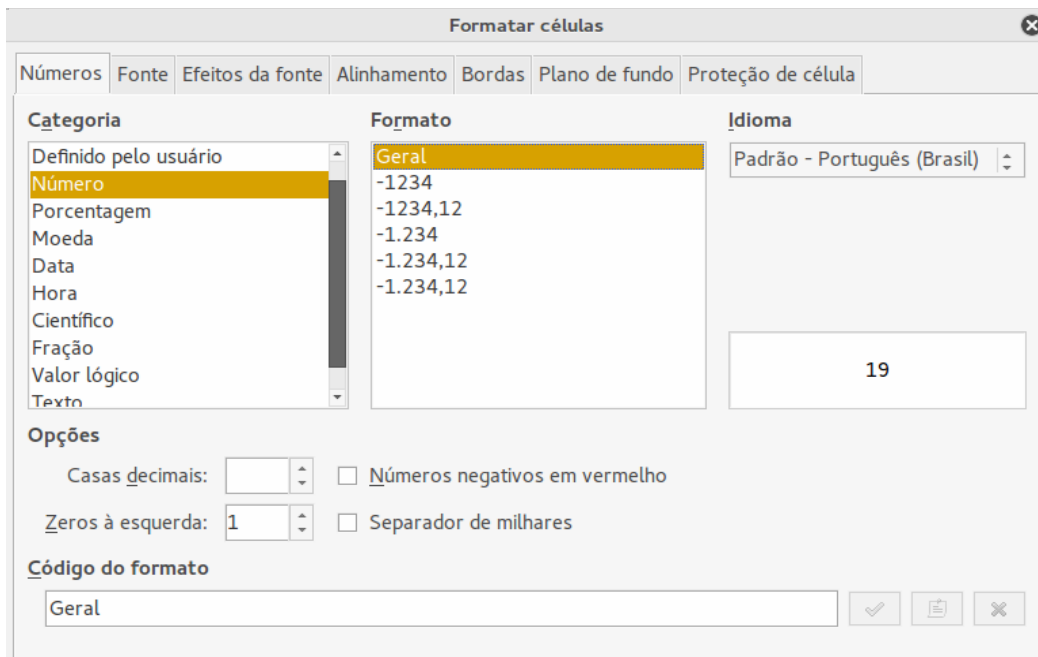 Formatar células
Números Fonte Efeitos da fonte Alinhamento Bordas Plano de fundo Proteção de célula
Categoria
Definido pelo usuário
Número
Porcentagem
Moeda
Data
Hora
Científico
Fração
Valor lógico
Texto
Formato
Geral
-1234
-1234,12
-1.234
-1.234,12
-1.234,12
Idioma
Padrão - Português (Brasil)
19
Opções
Casas decimais:
Números negativos em vermelho
Zeros à esquerda: 1
Separador de milhares
Código do formato
Geral